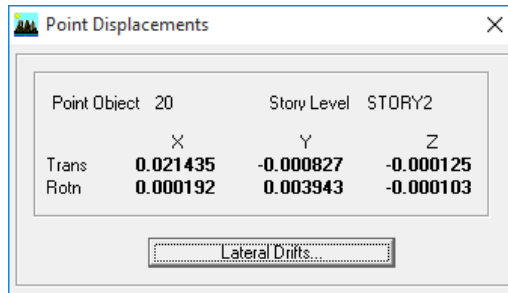 Point Displacements
Point Object 20 Story Level STORY2
X Y Z
Trans 0.021435 -0.000827 -0.000125
Rotn 0.000192 0.003943 -0.000103
Lateral Drifts...